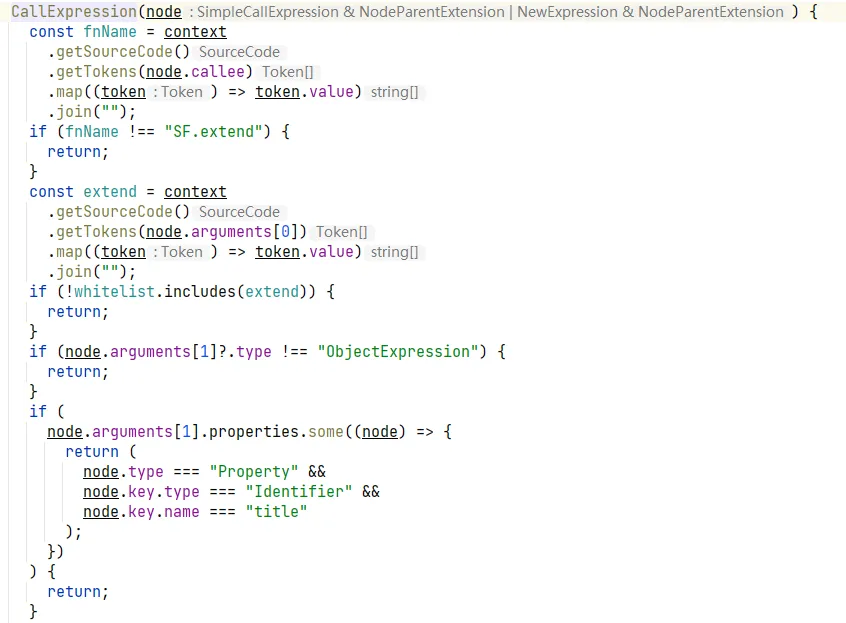 CallExpression(node : SimpleCallExpression & NodeParentExtension | NewExpression & NodeParentExtension ) {
  const fnName = context
    .getSourceCode() SourceCode
    .getTokens(node.callee) Token[]
    .map((token : Token ) => token.value) string[]
    .join("");
  if (fnName !== "SF.extend") {
    return;
  }
  const extend = context
    .getSourceCode() SourceCode
    .getTokens(node.arguments[0]) Token[]
    .map((token : Token ) => token.value) string[]
    .join("");
  if (!whitelist.includes(extend)) {
    return;
  }
  if (node.arguments[1]?.type !== "ObjectExpression") {
    return;
  }
  if (
    node.arguments[1].properties.some((node) => {
      return (
        node.type === "Property" &&
        node.key.type === "Identifier" &&
        node.key.name === "title"
      );
    })
  ) {
    return;
  }